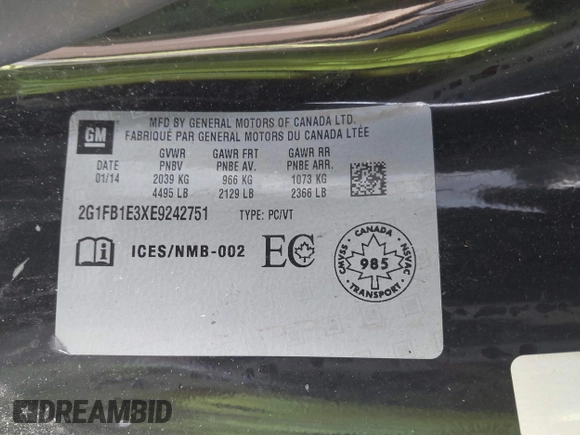 MFD BY GENERAL MOTORS OF CANADA LTD.
FABRIQUÉ PAR GENERAL MOTORS DU CANADA LTÉE
GM
GVWR GAWR FRT GAWR RR
DATE PNBV PNBE AV. PNBE ARR.
01/14 2039 KG 966 KG 1073 KG
4495 LB 2129 LB 2366 LB
2G1FB1E3XE9242751 TYPE: PC/VT
i ICES/NMB-002 EC
CANADA
CMVSS 985 NSVAC
TRANSPORT
DREAMBID